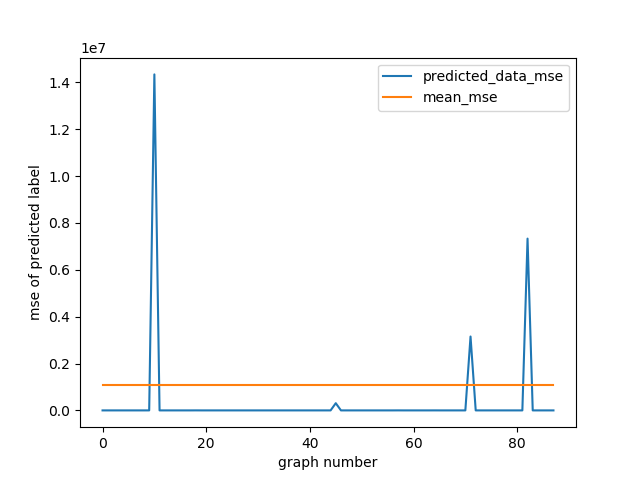 1e7
predicted_data_mse
mean_mse
1.4
1.2
1.0
0.8
0.6
0.4
0.2
0.0
mse of predicted label
0 20 40 60 80
graph number